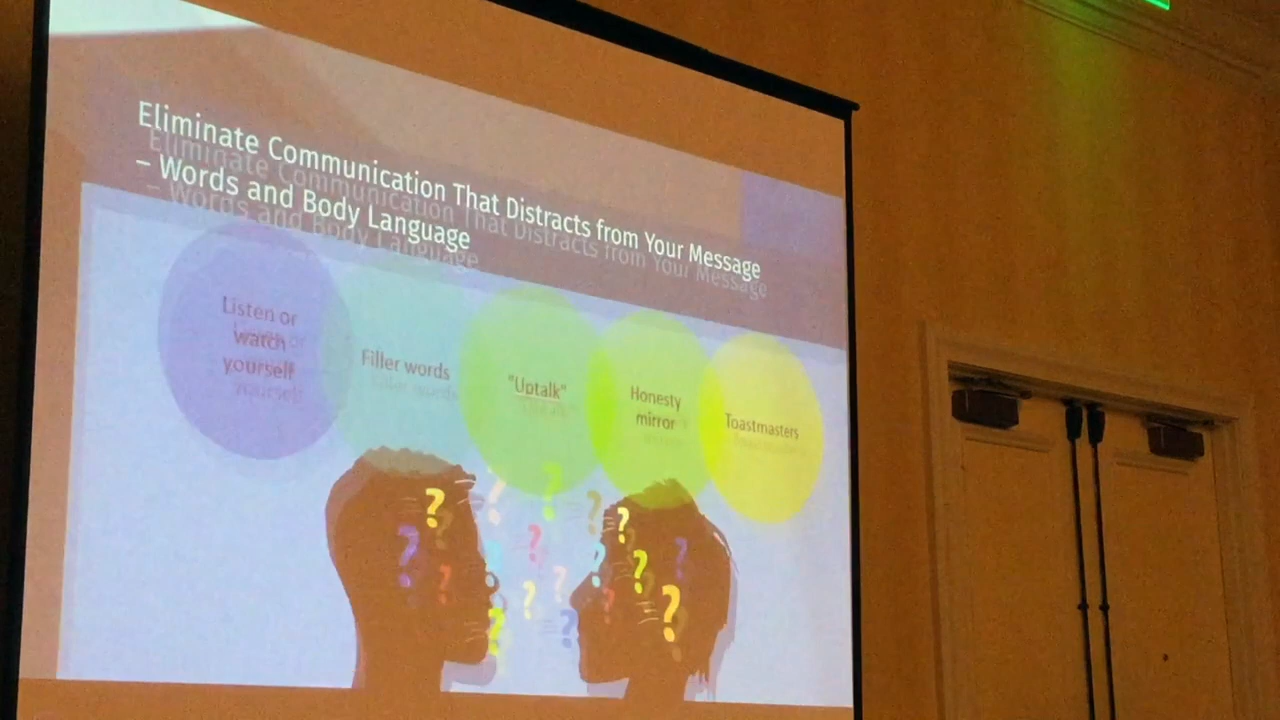 Eliminate Communication That Distracts from Your Message
– Words and Body Language
Listen or
watch
yourself
Filler words
"Uptalk"
Honesty
mirror
Toastmasters
? ? ? ? ? ? ? ? ? ? ? ? ? ? ? ?